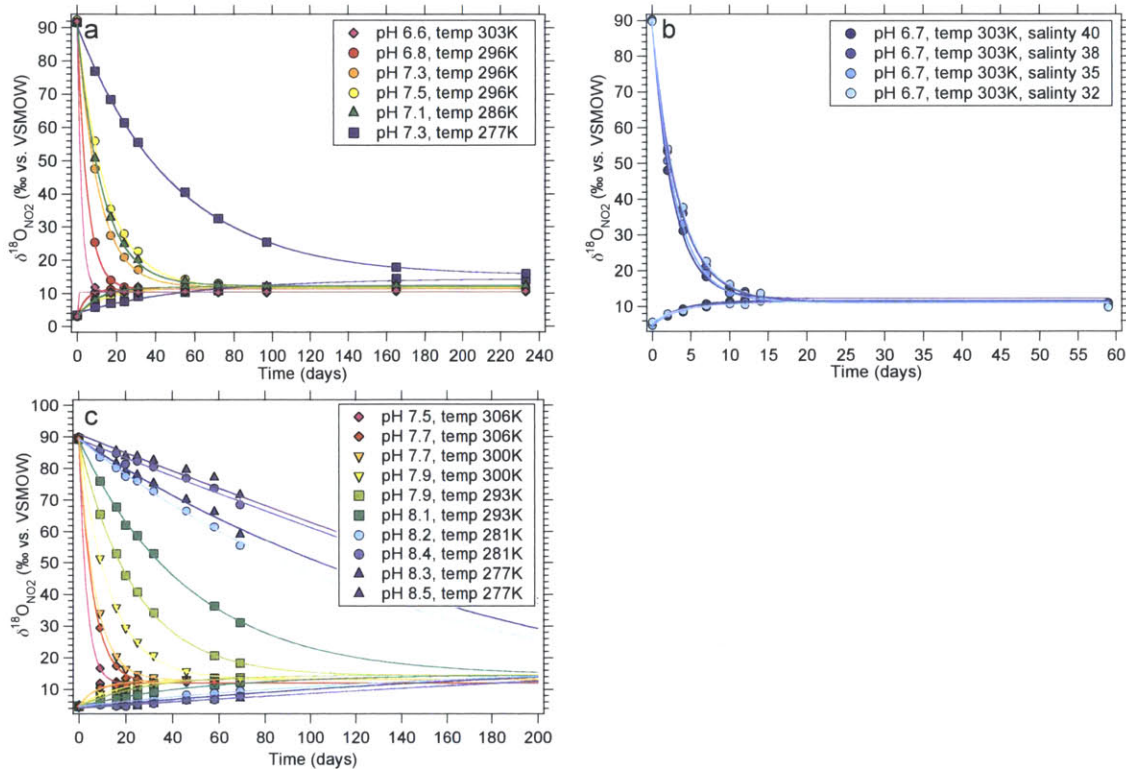 a
pH 6.6, temp 303K
pH 6.8, temp 296K
pH 7.3, temp 296K
pH 7.5, temp 296K
pH 7.1, temp 286K
pH 7.3, temp 277K
δ¹⁸O_NO2 (‰ vs. VSMOW)
90
80
70
60
50
40
30
20
10
0
0 20 40 60 80 100 120 140 160 180 200 220 240
Time (days)
b
pH 6.7, temp 303K, salinity 40
pH 6.7, temp 303K, salinity 38
pH 6.7, temp 303K, salinity 35
pH 6.7, temp 303K, salinity 32
δ¹⁸O_NO2 (‰ vs. VSMOW)
90
80
70
60
50
40
30
20
10
0 5 10 15 20 25 30 35 40 45 50 55 60
Time (days)
c
pH 7.5, temp 306K
pH 7.7, temp 306K
pH 7.7, temp 300K
pH 7.9, temp 300K
pH 7.9, temp 293K
pH 8.1, temp 293K
pH 8.2, temp 281K
pH 8.4, temp 281K
pH 8.3, temp 277K
pH 8.5, temp 277K
δ¹⁸O_NO2 (‰ vs. VSMOW)
100
90
80
70
60
50
40
30
20
10
0 20 40 60 80 100 120 140 160 180 200
Time (days)